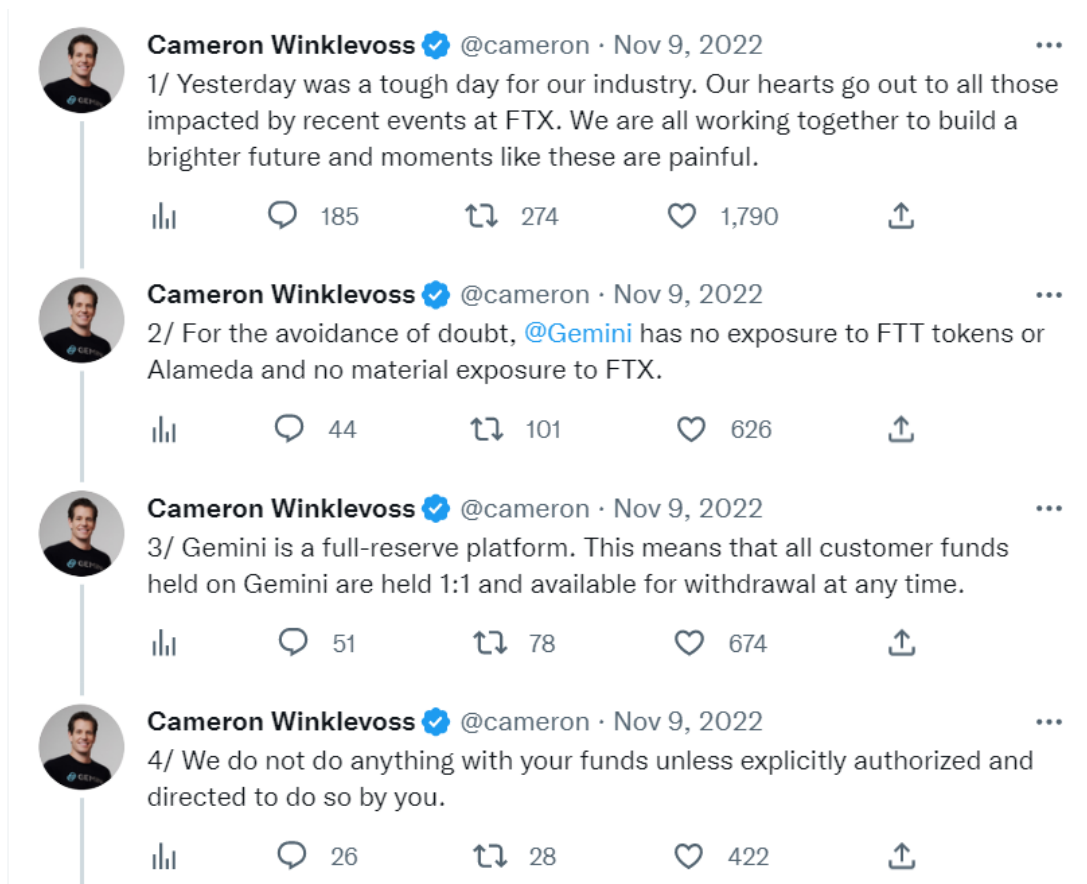 Cameron Winklevoss @cameron · Nov 9, 2022
1/ Yesterday was a tough day for our industry. Our hearts go out to all those
impacted by recent events at FTX. We are all working together to build a
brighter future and moments like these are painful.
185 274 1,790
Cameron Winklevoss @cameron · Nov 9, 2022
2/ For the avoidance of doubt, @Gemini has no exposure to FTT tokens or
Alameda and no material exposure to FTX.
44 101 626
Cameron Winklevoss @cameron · Nov 9, 2022
3/ Gemini is a full-reserve platform. This means that all customer funds
held on Gemini are held 1:1 and available for withdrawal at any time.
51 78 674
Cameron Winklevoss @cameron · Nov 9, 2022
4/ We do not do anything with your funds unless explicitly authorized and
directed to do so by you.
26 28 422